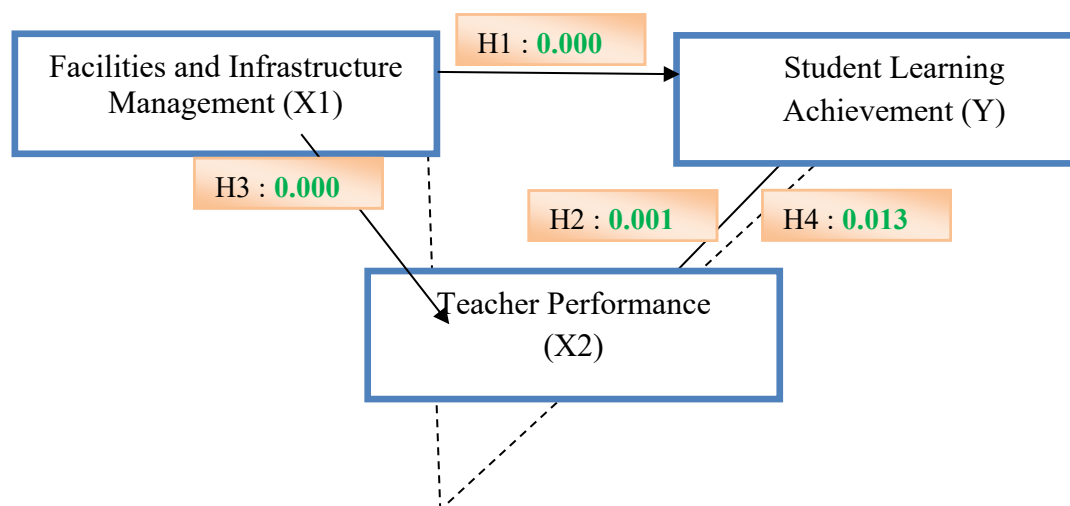 H1 : 0.000
Facilities and Infrastructure
Management (X1)
Student Learning
Achievement (Y)
H3 : 0.000
H2 : 0.001
H4 : 0.013
Teacher Performance
(X2)